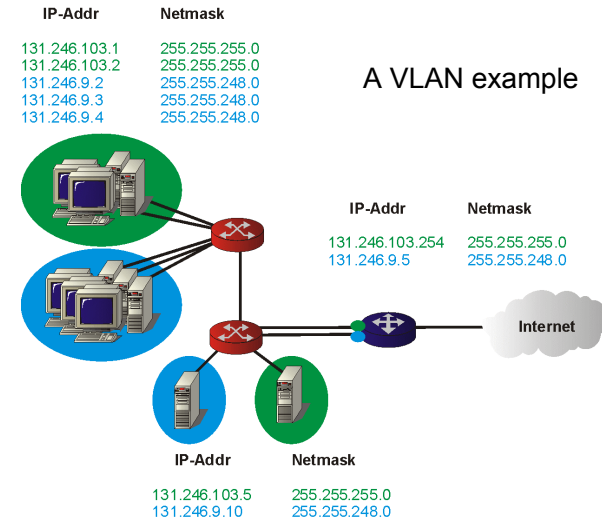 IP-Addr Netmask
131.246.103.1 255.255.255.0
131.246.103.2 255.255.255.0
131.246.9.2 255.255.248.0
131.246.9.3 255.255.248.0
131.246.9.4 255.255.248.0
A VLAN example
IP-Addr Netmask
131.246.103.254 255.255.255.0
131.246.9.5 255.255.248.0
Internet
IP-Addr Netmask
131.246.103.5 255.255.255.0
131.246.9.10 255.255.248.0